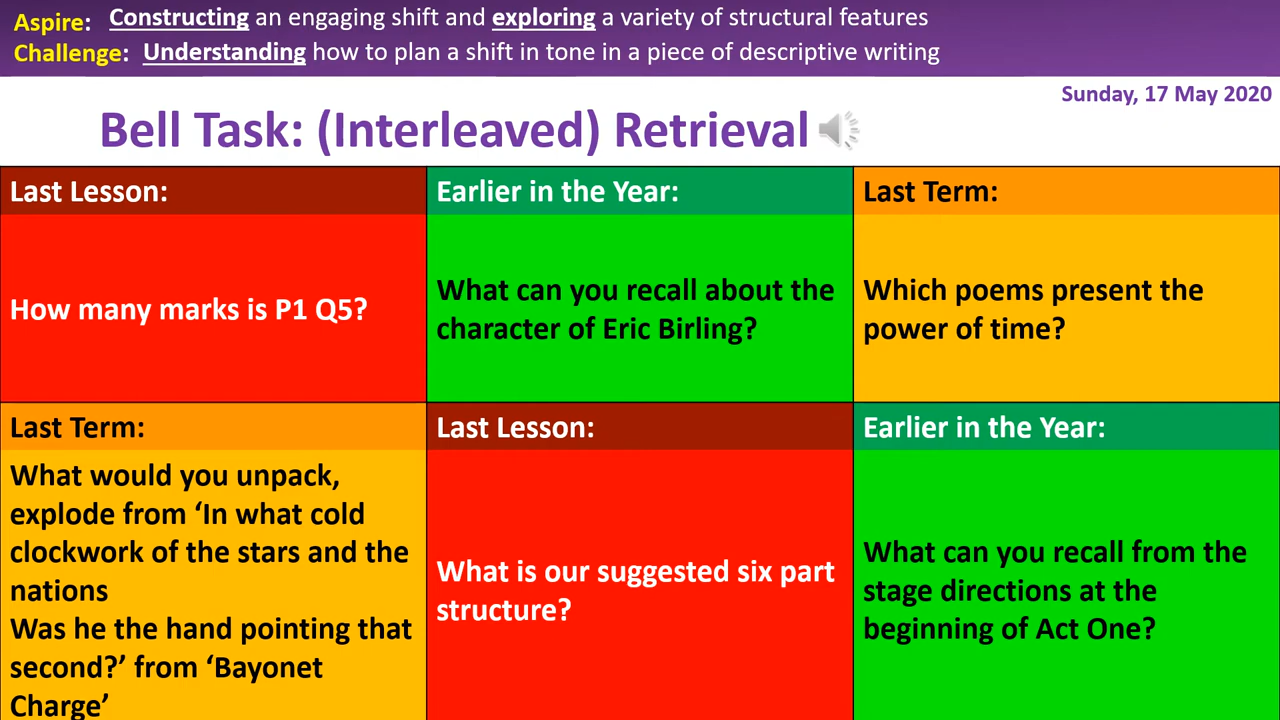 Aspire: Constructing an engaging shift and exploring a variety of structural features
Challenge: Understanding how to plan a shift in tone in a piece of descriptive writing
Sunday, 17 May 2020
Bell Task: (Interleaved) Retrieval
Last Lesson:
How many marks is P1 Q5?
Earlier in the Year:
What can you recall about the
character of Eric Birling?
Last Term:
Which poems present the
power of time?
Last Term:
What would you unpack,
explode from ‘In what cold
clockwork of the stars and the
nations
Was he the hand pointing that
second?’ from ‘Bayonet
Charge’
Last Lesson:
What is our suggested six part
structure?
Earlier in the Year:
What can you recall from the
stage directions at the
beginning of Act One?